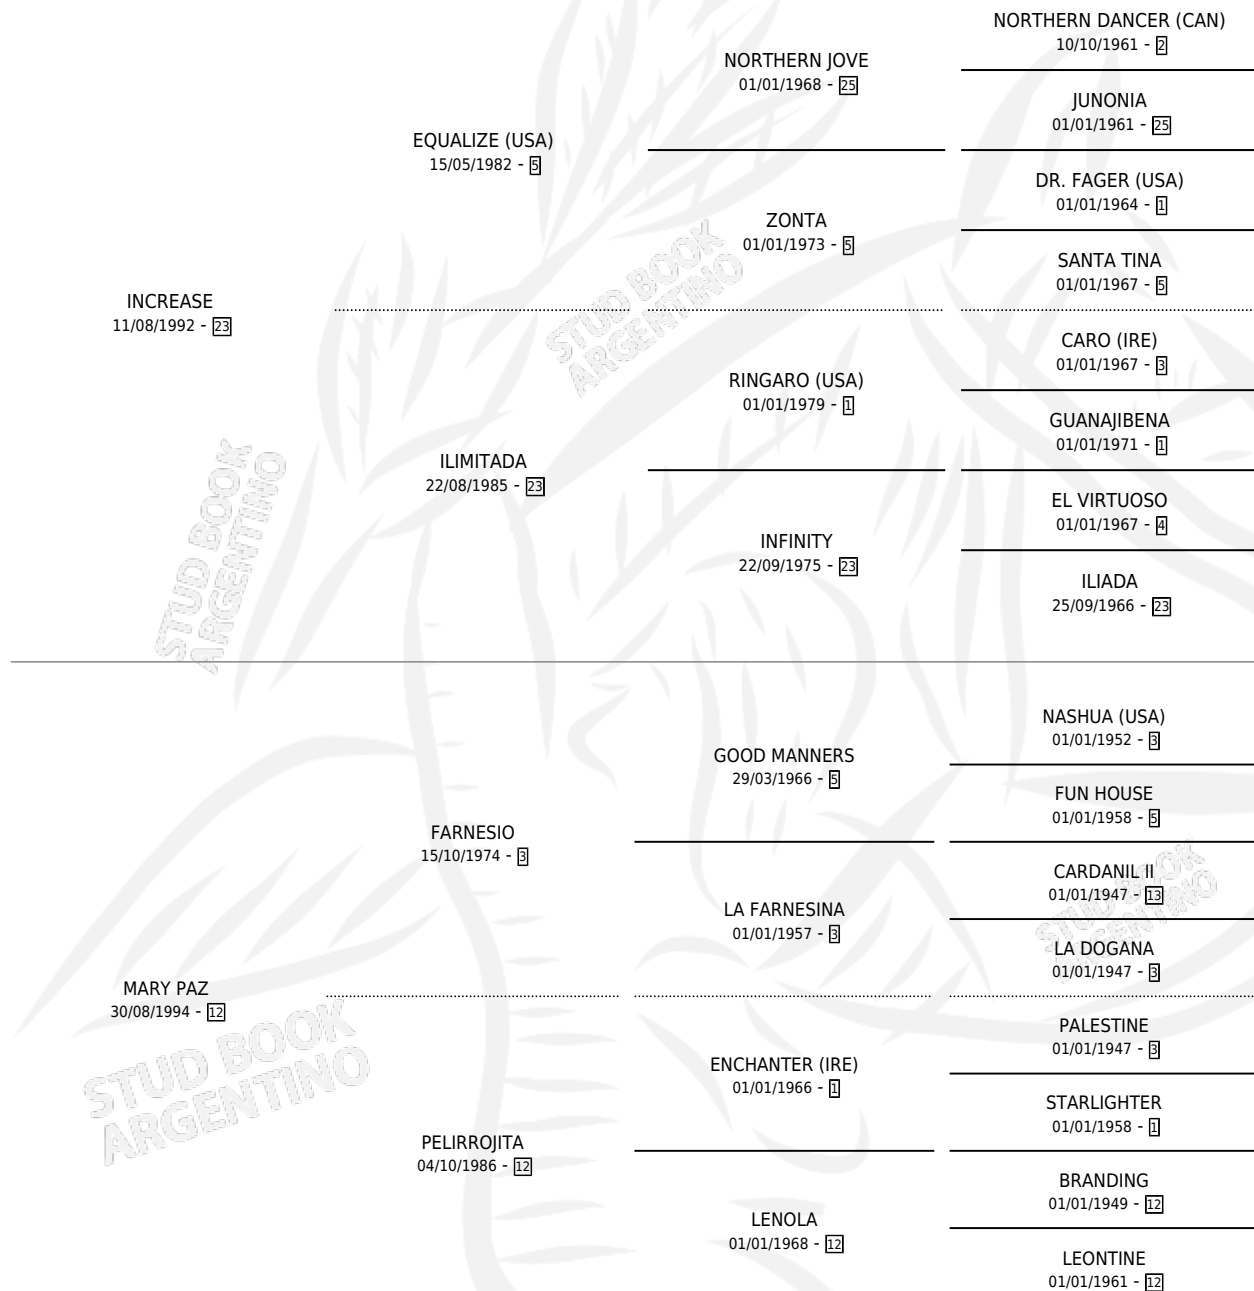 NORTHERN DANCER (CAN)
10/10/1961 - 2
NORTHERN JOVE
01/01/1968 - 25
JUNONIA
01/01/1961 - 25
EQUALIZE (USA)
15/05/1982 - 5
DR. FAGER (USA)
01/01/1964 - 1
ZONTA
01/01/1973 - 5
SANTA TINA
01/01/1967 - 5
INCREASE
11/08/1992 - 23
STUD BOOK
ARGENTINO
CARO (IRE)
01/01/1967 - 3
RINGARO (USA)
01/01/1979 - 1
GUANAJIBENA
01/01/1971 - 1
ILIMITADA
22/08/1985 - 23
EL VIRTUOSO
01/01/1967 - 4
INFINITY
22/09/1975 - 23
ILIADA
25/09/1966 - 23
STUD BOOK
ARGENTINO
NASHUA (USA)
01/01/1952 - 3
GOOD MANNERS
29/03/1966 - 5
FUN HOUSE
01/01/1958 - 5
FARNESIO
15/10/1974 - 3
CARDANIL II
01/01/1947 - 13
LA FARNESINA
01/01/1957 - 3
STUD BOOK
ARGENTINO
LA DOGANA
01/01/1947 - 3
MARY PAZ
30/08/1994 - 12
PALESTINE
01/01/1947 - 3
ENCHANTER (IRE)
01/01/1966 - 1
STARLIGHTER
01/01/1958 - 1
STUD BOOK
ARGENTINO
PELIRROJITA
04/10/1986 - 12
BRANDING
01/01/1949 - 12
LENOLA
01/01/1968 - 12
LEONTINE
01/01/1961 - 12